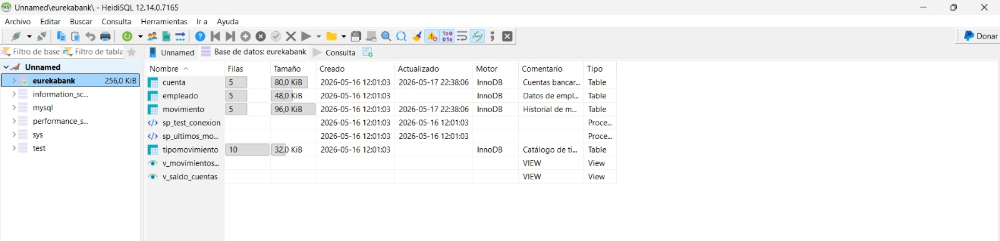 Unnamed\eurekabank\ - HeidiSQL 12.14.0.7165
Archivo Editar Buscar Consulta Herramientas Ir a Ayuda
Donar
Filtro de base Filtro de tabla Unnamed Base de datos: eurekabank Consulta
Unnamed
eurekabank 256,0 KiB
information_sc...
mysql
performance_s...
sys
test
Nombre Filas Tamaño Creado Actualizado Motor Comentario Tipo
cuenta 5 80,0 KiB 2026-05-16 12:01:03 2026-05-17 22:38:06 InnoDB Cuentas bancar... Table
empleado 5 48,0 KiB 2026-05-16 12:01:03 InnoDB Datos de empl... Table
movimiento 5 96,0 KiB 2026-05-16 12:01:03 2026-05-17 22:38:06 InnoDB Historial de m... Table
sp_test_conexion 2026-05-16 12:01:03 2026-05-16 12:01:03 Proce...
sp_ultimos_mo... 2026-05-16 12:01:03 2026-05-16 12:01:03 Proce...
tipomovimiento 10 32,0 KiB 2026-05-16 12:01:03 InnoDB Catálogo de ti... Table
v_movimientos... VIEW View
v_saldo_cuentas VIEW View